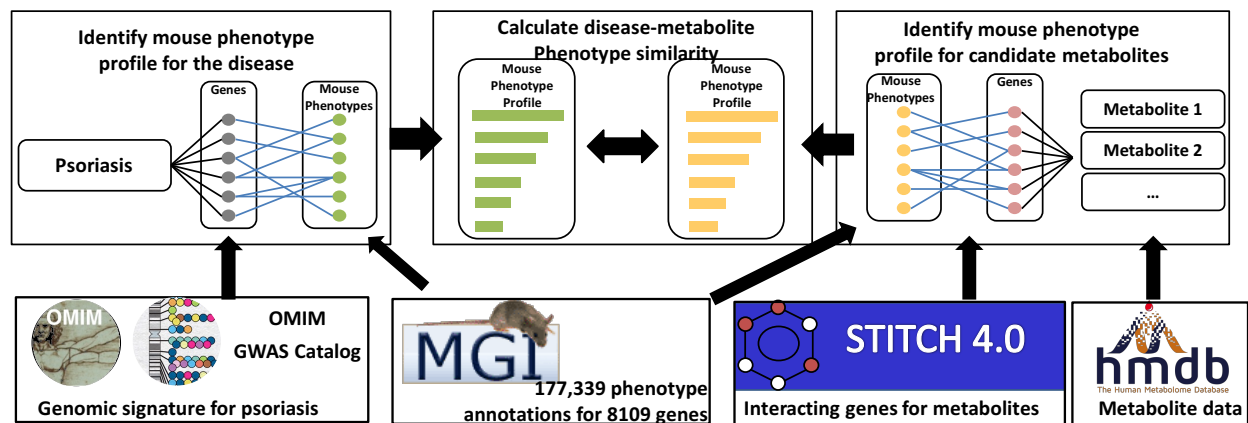 Identify mouse phenotype
profile for the disease
Genes
Mouse
Phenotypes
Psoriasis
Calculate disease-metabolite
Phenotype similarity
Mouse
Phenotype
Profile
Mouse
Phenotype
Profile
Identify mouse phenotype
profile for candidate metabolites
Mouse
Phenotypes
Genes
Metabolite 1
Metabolite 2
...
OMIM
OMIM
GWAS Catalog
Genomic signature for psoriasis
MGI
177,339 phenotype
annotations for 8109 genes
STITCH 4.0
Interacting genes for metabolites
hmdb
The Human Metabolome Database
Metabolite data